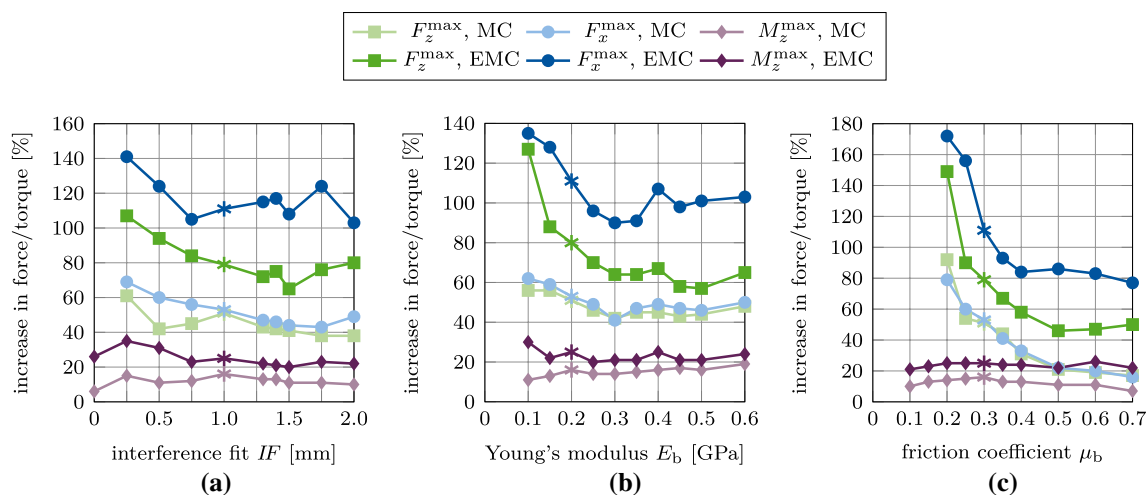 F_z^max, MC F_x^max, MC M_z^max, MC
F_z^max, EMC F_x^max, EMC M_z^max, EMC
increase in force/torque [%]
160
140
120
100
80
60
40
20
0
0 0.5 1.0 1.5 2.0
interference fit IF [mm]
(a)
increase in force/torque [%]
140
120
100
80
60
40
20
0
0 0.1 0.2 0.3 0.4 0.5 0.6
Young's modulus E_b [GPa]
(b)
increase in force/torque [%]
180
160
140
120
100
80
60
40
20
0
0 0.1 0.2 0.3 0.4 0.5 0.6 0.7
friction coefficient μ_b
(c)